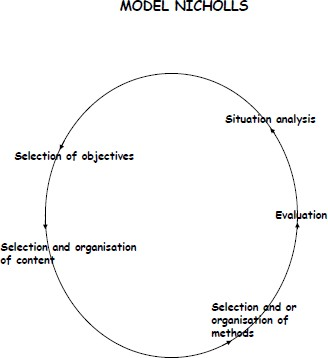 MODEL NICHOLLS
Situation analysis
Selection of objectives
Evaluation
Selection and organisation
of content
Selection and or
organisation of
methods